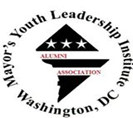 Mayor's Youth Leadership Institute
ALUMNI
ASSOCIATION
Washington, DC